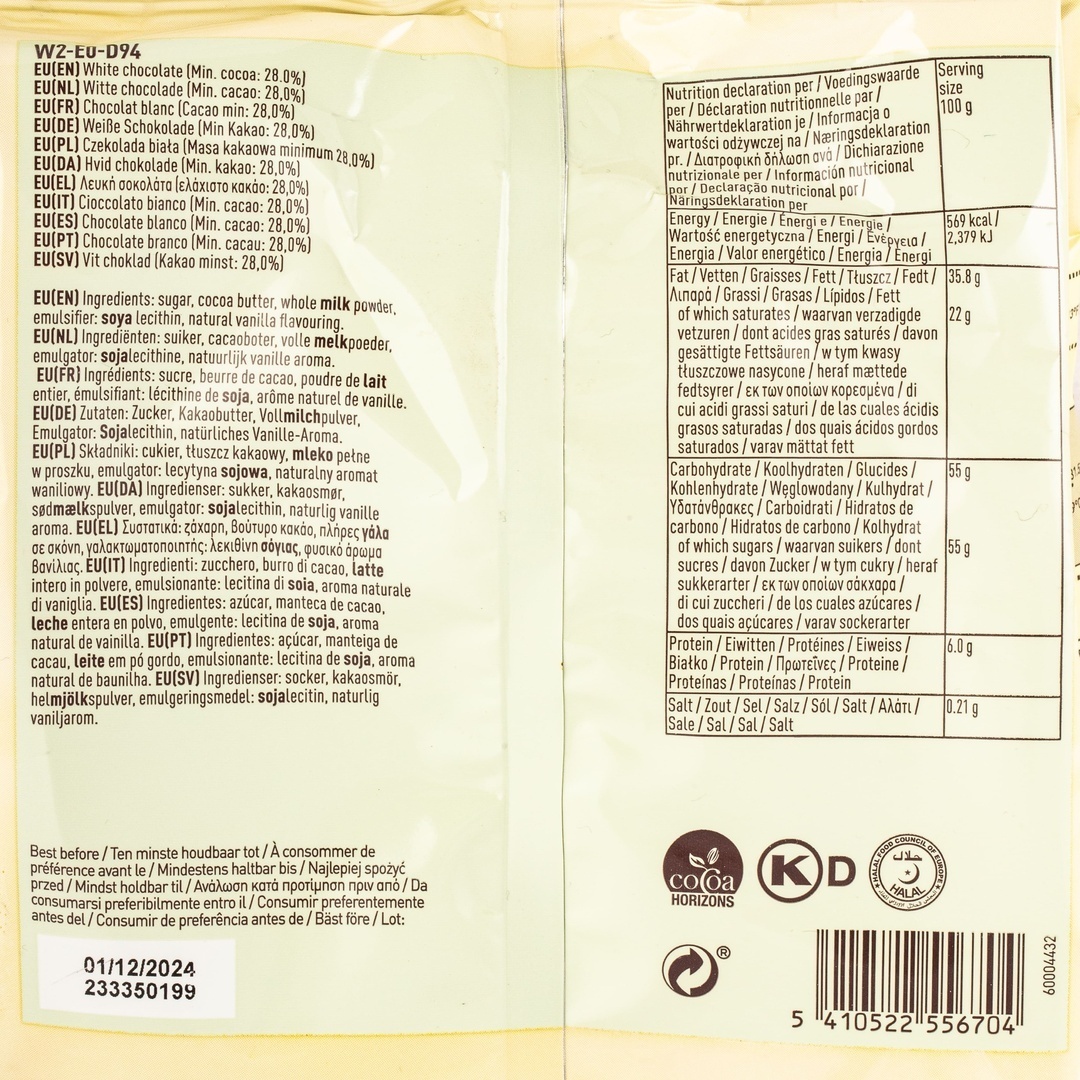 W2-EU-D94
EU(EN) White chocolate (Min. cocoa: 28.0%)
EU(NL) Witte chocolade (Min. cacao: 28,0%)
EU(FR) Chocolat blanc (Cacao min: 28,0%)
EU(DE) Weiße Schokolade (Min Kakao: 28,0%)
EU(PL) Czekolada biała (Masa kakaowa minimum 28,0%)
EU(DA) Hvid chokolade (Min. kakao: 28,0%)
EU(EL) Λευκή σοκολάτα (ελάχιστο κακάο: 28,0%)
EU(IT) Cioccolato bianco (Min. cacao: 28,0%)
EU(ES) Chocolate blanco (Min. cacao: 28,0%)
EU(PT) Chocolate branco (Min. cacau: 28,0%)
EU(SV) Vit choklad (Kakao minst: 28,0%)
EU(EN) Ingredients: sugar, cocoa butter, whole milk powder,
emulsifier: soya lecithin, natural vanilla flavouring.
EU(NL) Ingrediënten: suiker, cacaoboter, volle melkpoeder,
emulgator: sojalecithine, natuurlijk vanille aroma.
EU(FR) Ingrédients: sucre, beurre de cacao, poudre de lait
entier, émulsifiant: lécithine de soja, arôme naturel de vanille.
EU(DE) Zutaten: Zucker, Kakaobutter, Vollmilchpulver,
Emulgator: Sojalecithin, natürliches Vanille-Aroma.
EU(PL) Składniki: cukier, tłuszcz kakaowy, mleko pełne
w proszku, emulgator: lecytyna sojowa, naturalny aromat
waniliowy. EU(DA) Ingredienser: sukker, kakaosmør,
sødmælkspulver, emulgator: sojalecithin, naturlig vanille
aroma. EU(EL) Συστατικά: ζάχαρη, βούτυρο κακάο, πλήρες γάλα
σε σκόνη, γαλακτωματοποιητής: λεκιθίνη σόγιας, φυσικό άρωμα
βανίλιας. EU(IT) Ingredienti: zucchero, burro di cacao, latte
intero in polvere, emulsionante: lecitina di soia, aroma naturale
di vaniglia. EU(ES) Ingredientes: azúcar, manteca de cacao,
leche entera en polvo, emulgente: lecitina de soja, aroma
natural de vainilla. EU(PT) Ingredientes: açúcar, manteiga de
cacau, leite em pó gordo, emulsionante: lecitina de soja, aroma
natural de baunilha. EU(SV) Ingredienser: socker, kakaosmör,
helmjölkspulver, emulgeringsmedel: sojalecitin, naturlig
vaniljarom.
Best before / Ten minste houdbaar tot / À consommer de
préférence avant le / Mindestens haltbar bis / Najlepiej spożyć
przed / Mindst holdbar til / Ανάλωση κατά προτίμηση πριν από / Da
consumarsi preferibilmente entro il / Consumir preferentemente
antes del / Consumir de preferência antes de / Bäst före / Lot:
01/12/2024
233350199
Nutrition declaration per / Voedingswaarde
per / Déclaration nutritionnelle par /
Nährwertdeklaration je / Informacja o
wartości odżywczej na / Næringsdeklaration
pr. / Διατροφική δήλωση ανά / Dichiarazione
nutrizionale per / Información nutricional
por / Declaração nutricional por /
Näringsdeklaration per
Serving
size
100 g
Energy / Energie / Énergi e / Energie /
Wartość energetyczna / Energi / Ενέργεια /
Energia / Valor energético / Energia / Energi
569 kcal /
2,379 kJ
Fat / Vetten / Graisses / Fett / Tłuszcz / Fedt /
Λιπαρά / Grassi / Grasas / Lípidos / Fett
35.8 g
of which saturates / waarvan verzadigde
vetzuren / dont acides gras saturés / davon
gesättigte Fettsäuren / w tym kwasy
tłuszczowe nasycone / heraf mættede
fedtsyrer / εκ των οποίων κορεσμένα / di
cui acidi grassi saturi / de las cuales ácidis
grasos saturadas / dos quais ácidos gordos
saturados / varav mättat fett
22 g
Carbohydrate / Koolhydraten / Glucides /
Kohlenhydrate / Węglowodany / Kulhydrat /
Υδατάνθρακες / Carboidrati / Hidratos de
carbono / Hidratos de carbono / Kolhydrat
55 g
of which sugars / waarvan suikers / dont
sucres / davon Zucker / w tym cukry / heraf
sukkerarter / εκ των οποίων σάκχαρα /
di cui zuccheri / de los cuales azúcares /
dos quais açúcares / varav sockerarter
55 g
Protein / Eiwitten / Protéines / Eiweiss /
Białko / Protein / Πρωτεΐνες / Proteine /
Proteínas / Proteínas / Protein
6.0 g
Salt / Zout / Sel / Salz / Sól / Salt / Αλάτι /
Sale / Sal / Sal / Salt
0.21 g
cocoa
HORIZONS
K D
HALAL FOOD COUNCIL OF EUROPE
حلال
HALAL
®
60004432
5 410522 556704